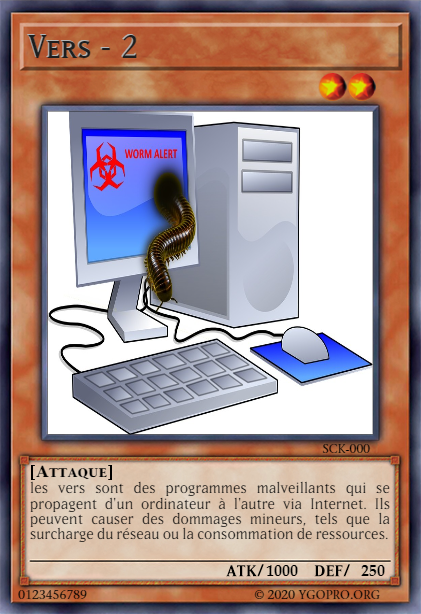 Vers - 2
WORM ALERT
SCK-000
[Attaque]
les vers sont des programmes malveillants qui se
propagent d'un ordinateur à l'autre via Internet. Ils
peuvent causer des dommages mineurs, tels que la
surcharge du réseau ou la consommation de ressources.
ATK/1000 DEF/ 250
0123456789 © 2020 YGOPRO.ORG